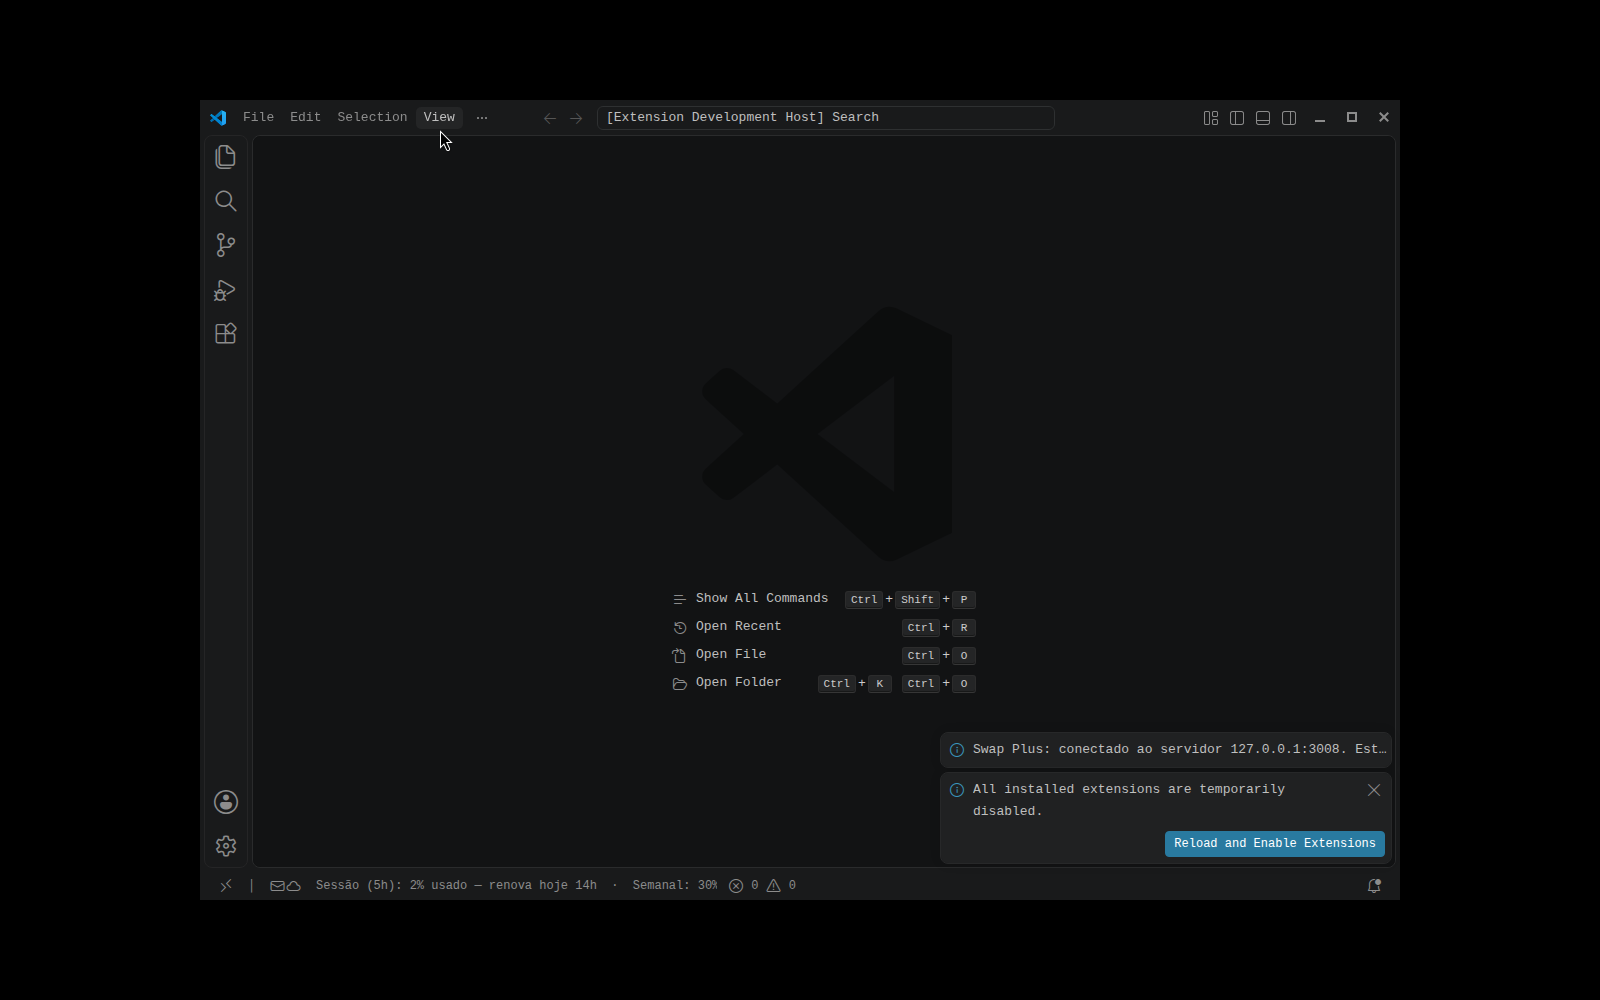 File Edit Selection View ···
[Extension Development Host] Search
Show All Commands Ctrl + Shift + P
Open Recent Ctrl + R
Open File Ctrl + O
Open Folder Ctrl + K Ctrl + O
Swap Plus: conectado ao servidor 127.0.0.1:3008. Est…
All installed extensions are temporarily
disabled.
Reload and Enable Extensions
| Sessão (5h): 2% usado — renova hoje 14h · Semanal: 30% 0 0